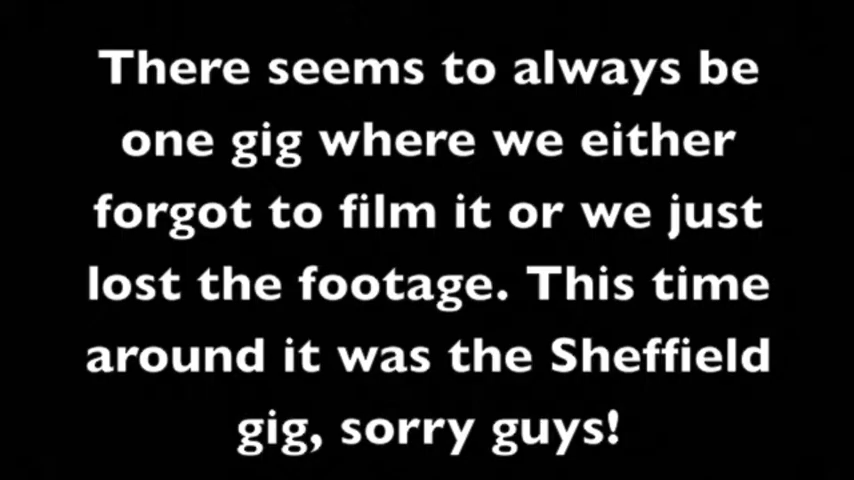 There seems to always be
one gig where we either
forgot to film it or we just
lost the footage. This time
around it was the Sheffield
gig, sorry guys!